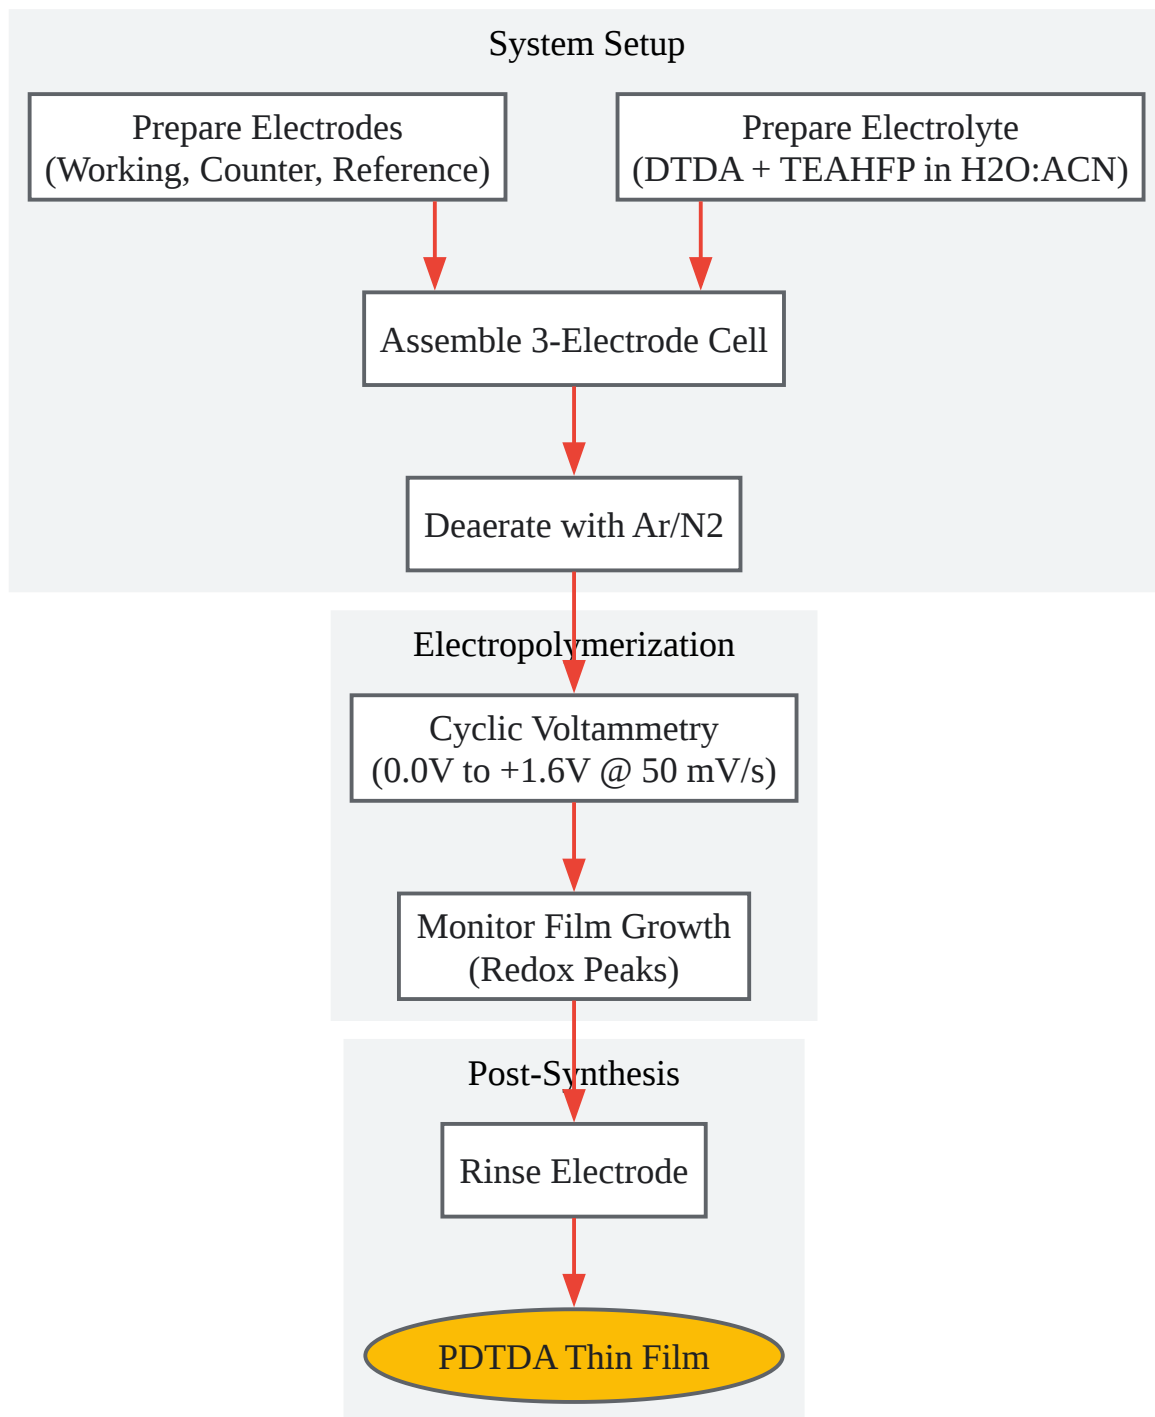 System Setup
Prepare Electrodes
(Working, Counter, Reference)
Prepare Electrolyte
(DTDA + TEAHFP in H2O:ACN)
Assemble 3-Electrode Cell
Deaerate with Ar/N2
Electropolymerization
Cyclic Voltammetry
(0.0V to +1.6V @ 50 mV/s)
Monitor Film Growth
(Redox Peaks)
Post-Synthesis
Rinse Electrode
PDTDA Thin Film